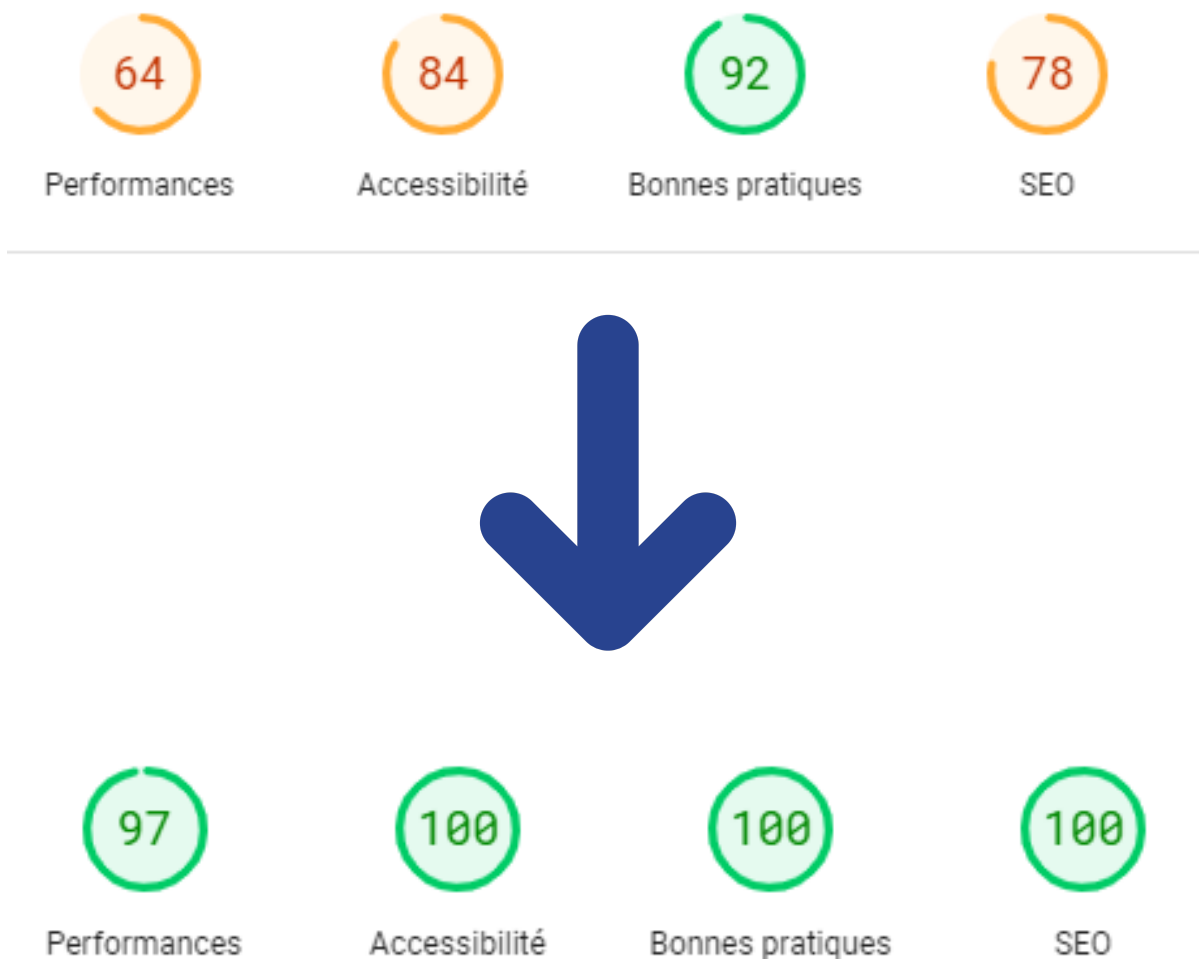 64 84 92 78
Performances Accessibilité Bonnes pratiques SEO
97 100 100 100
Performances Accessibilité Bonnes pratiques SEO